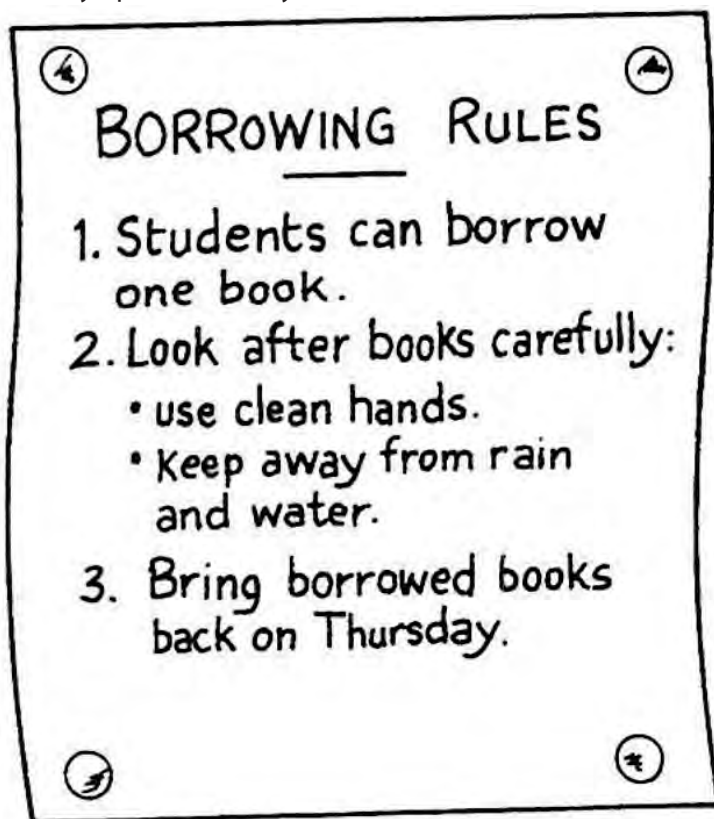 BORROWING RULES
1. Students can borrow
one book.
2. Look after books carefully:
• use clean hands.
• Keep away from rain
and water.
3. Bring borrowed books
back on Thursday.